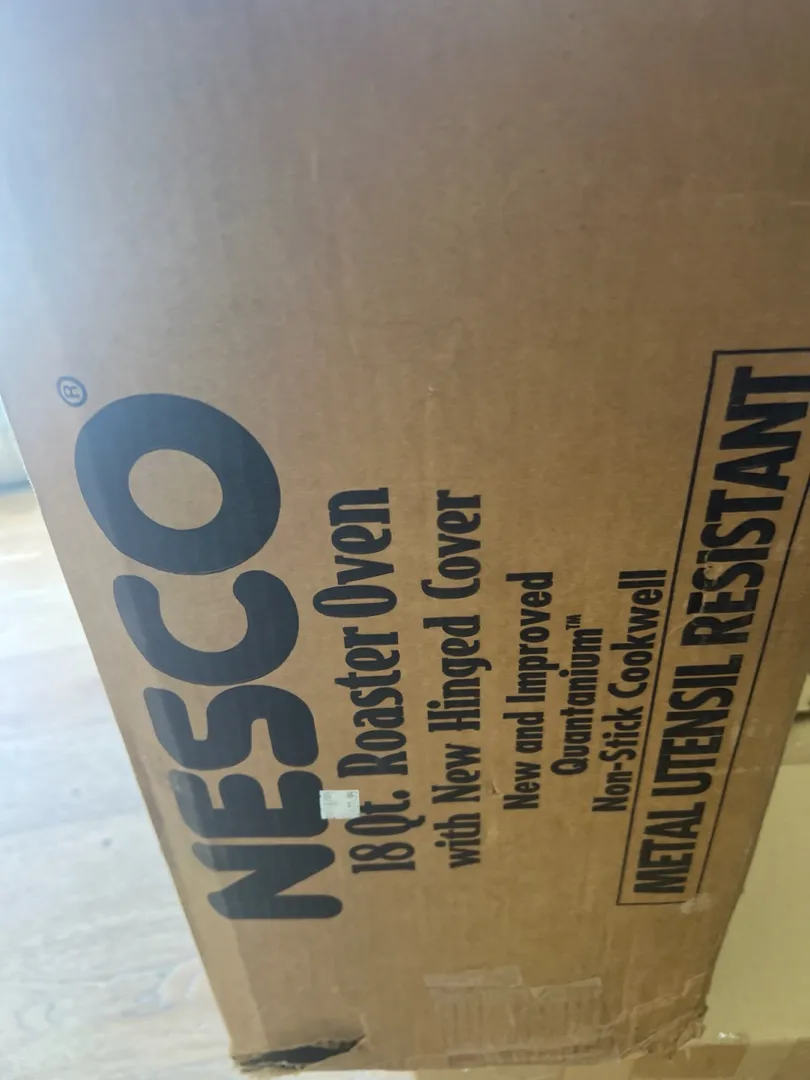 NESCO®
18 Qt. Roaster Oven
with New Hinged Cover
New and Improved
Quantanium™
Non-Stick Cookwell
METAL UTENSIL RESISTANT